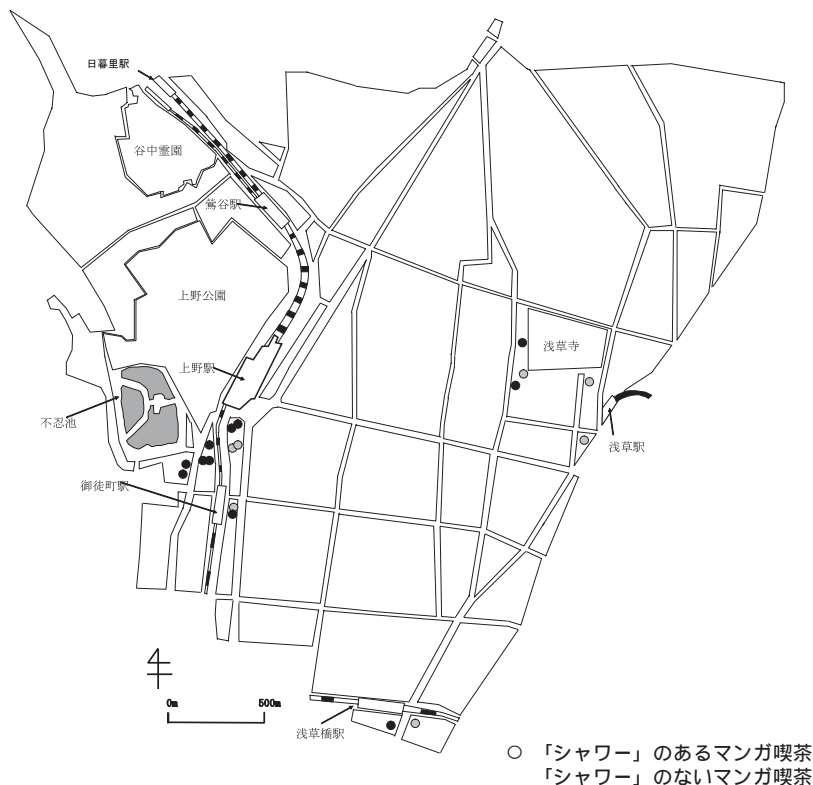 日暮里駅
谷中霊園
鶯谷駅
上野公園
上野駅
浅草寺
不忍池
浅草駅
御徒町駅
0m 500m
浅草橋駅
○ 「シャワー」のあるマンガ喫茶
「シャワー」のないマンガ喫茶